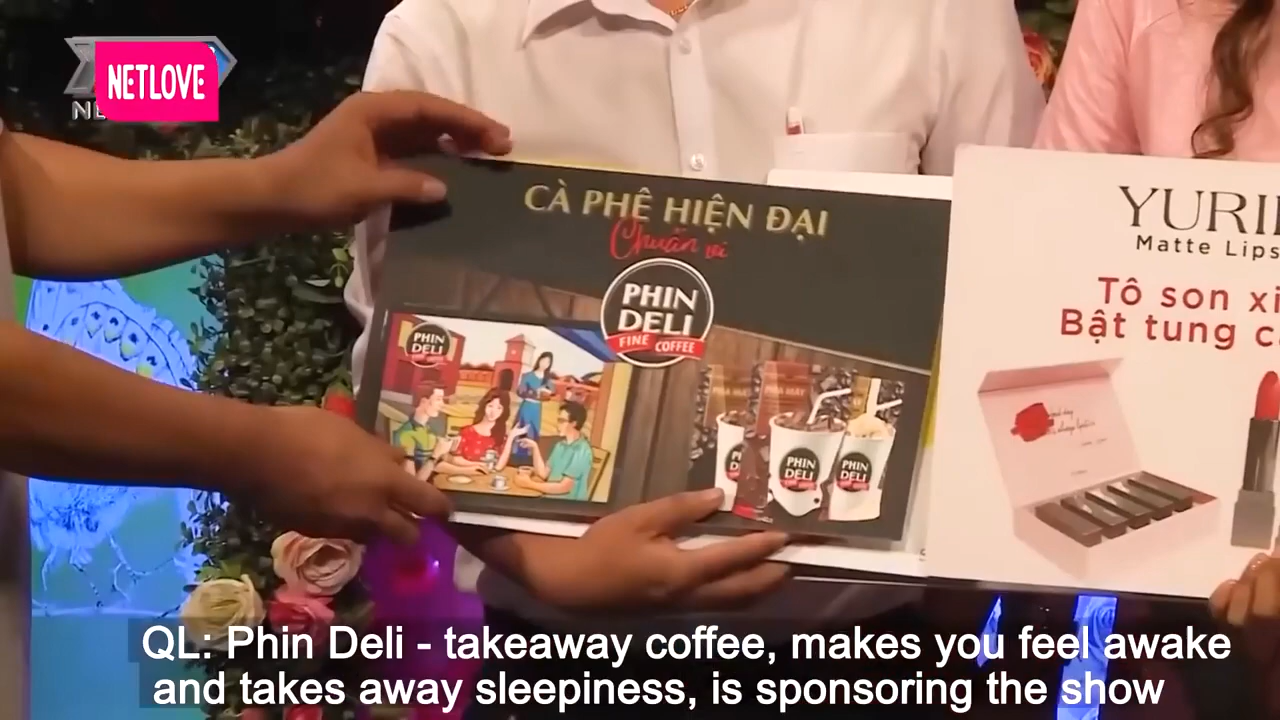 NETLOVE
NE
CÀ PHÊ HIỆN ĐẠI
Chuẩn vị
PHIN
DELI
FINE COFFEE
PHIN
DELI
PHIN
DELI
PHIN
DELI
YURI
Matte Lips
Tô son xi
Bật tung c
QL: Phin Deli - takeaway coffee, makes you feel awake
and takes away sleepiness, is sponsoring the show